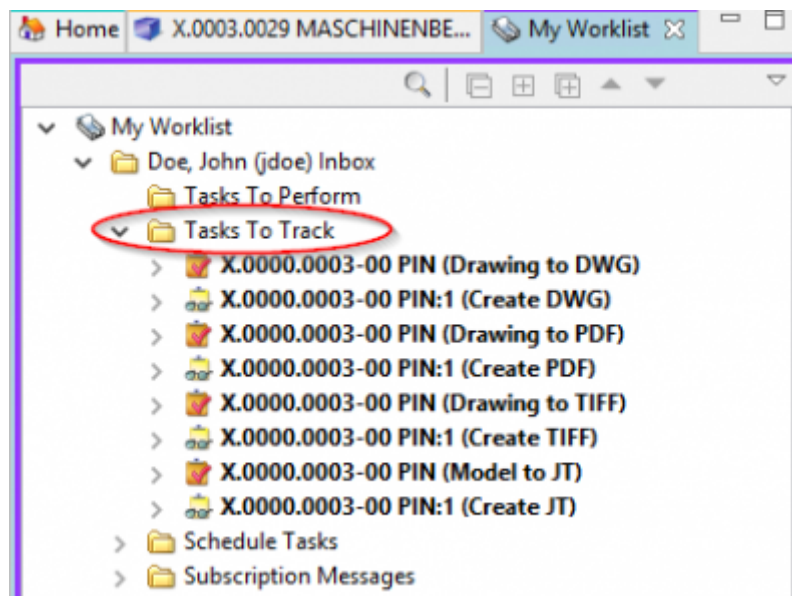 Home X.0003.0029 MASCHINENBE... My Worklist
My Worklist
Doe, John (jdoe) Inbox
Tasks To Perform
Tasks To Track
X.0000.0003-00 PIN (Drawing to DWG)
X.0000.0003-00 PIN:1 (Create DWG)
X.0000.0003-00 PIN (Drawing to PDF)
X.0000.0003-00 PIN:1 (Create PDF)
X.0000.0003-00 PIN (Drawing to TIFF)
X.0000.0003-00 PIN:1 (Create TIFF)
X.0000.0003-00 PIN (Model to JT)
X.0000.0003-00 PIN:1 (Create JT)
Schedule Tasks
Subscription Messages